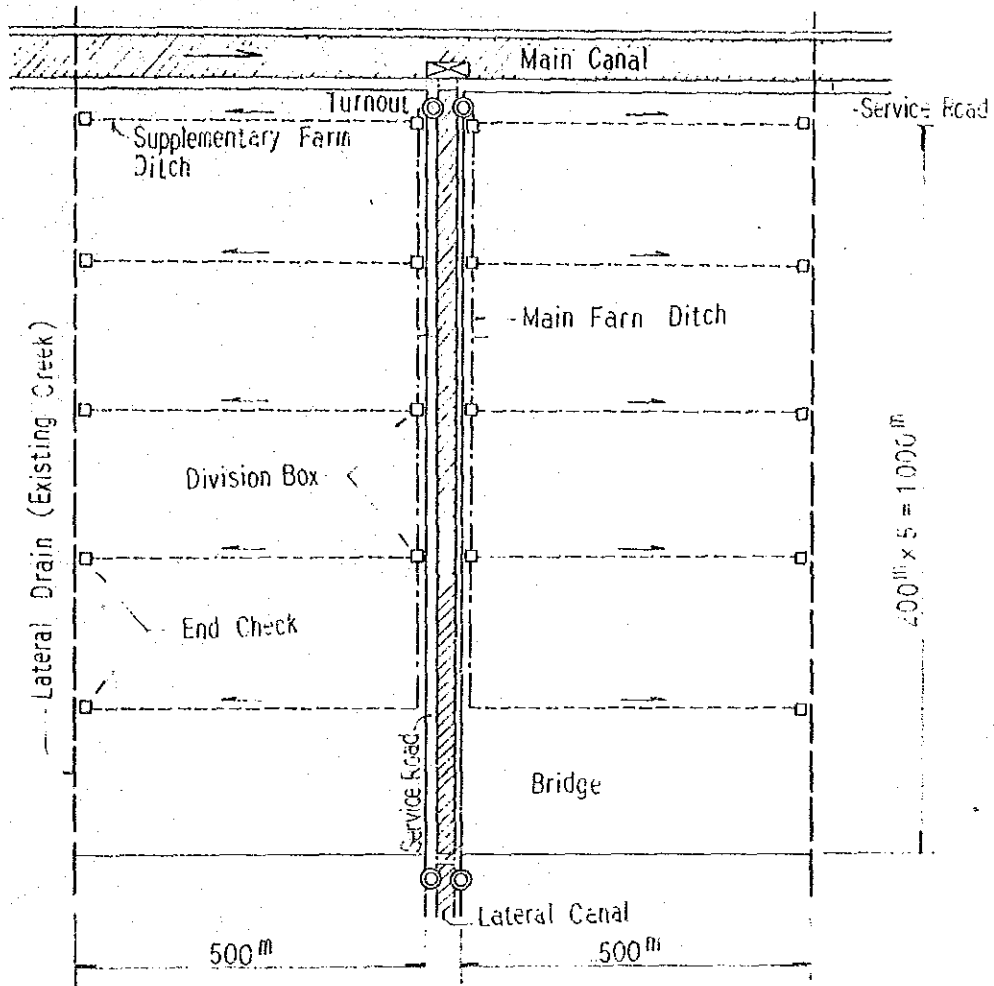 Main Canal
Turnout
-Service Road
Supplementary Farm
Ditch
-Main Farn Ditch
Lateral Drain (Existing Creek)
Division Box
200m x 5 = 1000m
End Check
Service Road
Bridge
Lateral Canal
500m
500m